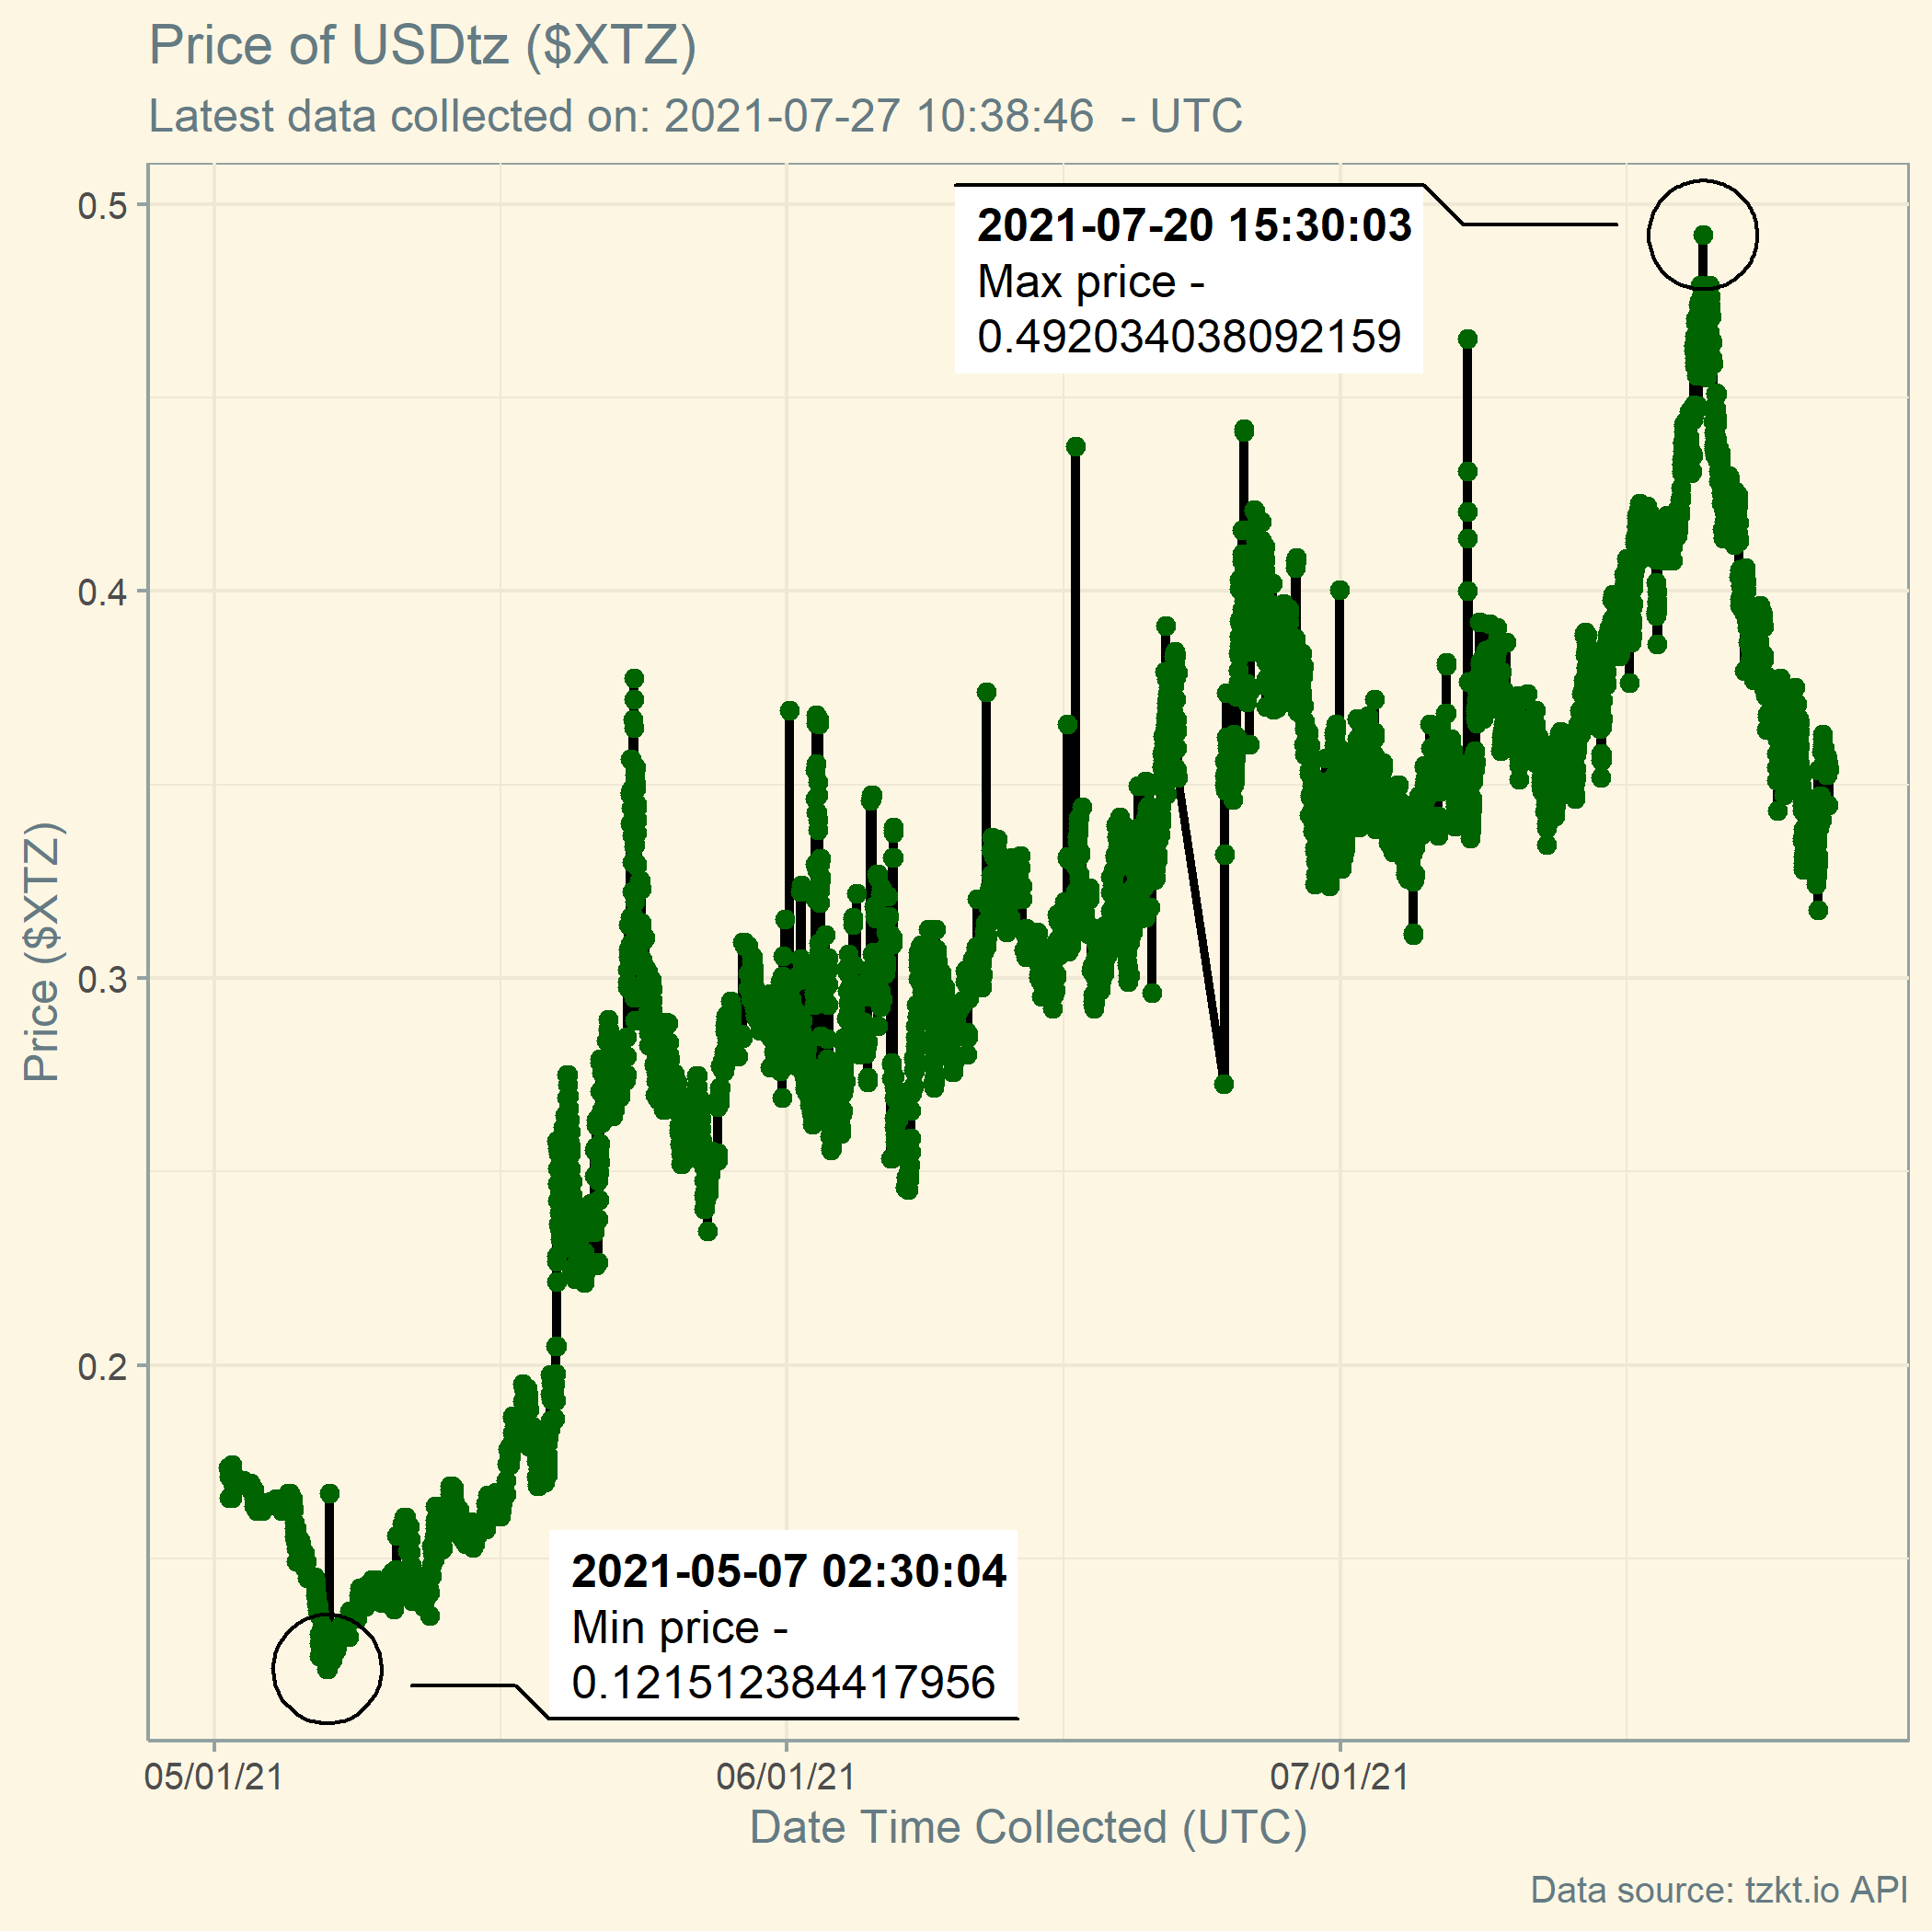 Price of USDtz ($XTZ)
Latest data collected on: 2021-07-27 10:38:46  - UTC
0.5
2021-07-20 15:30:03
Max price -
0.492034038092159
0.4
Price ($XTZ)
0.3
0.2
2021-05-07 02:30:04
Min price -
0.121512384417956
05/01/21
06/01/21
07/01/21
Date Time Collected (UTC)
Data source: tzkt.io API